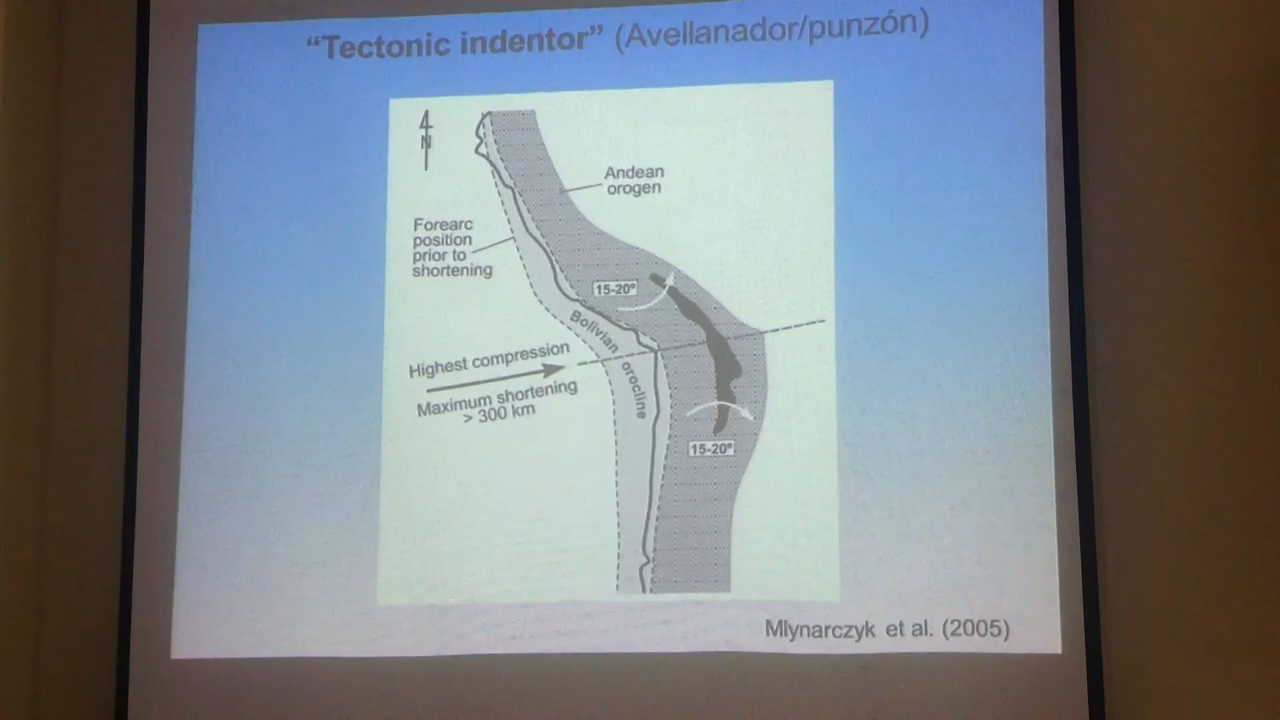 "Tectonic indentor" (Avellanador/punzón)
N
Andean
orogen
Forearc
position
prior to
shortening
15-20º
Bolivian orocline
Highest compression
Maximum shortening
> 300 km
15-20º
Mlynarczyk et al. (2005)